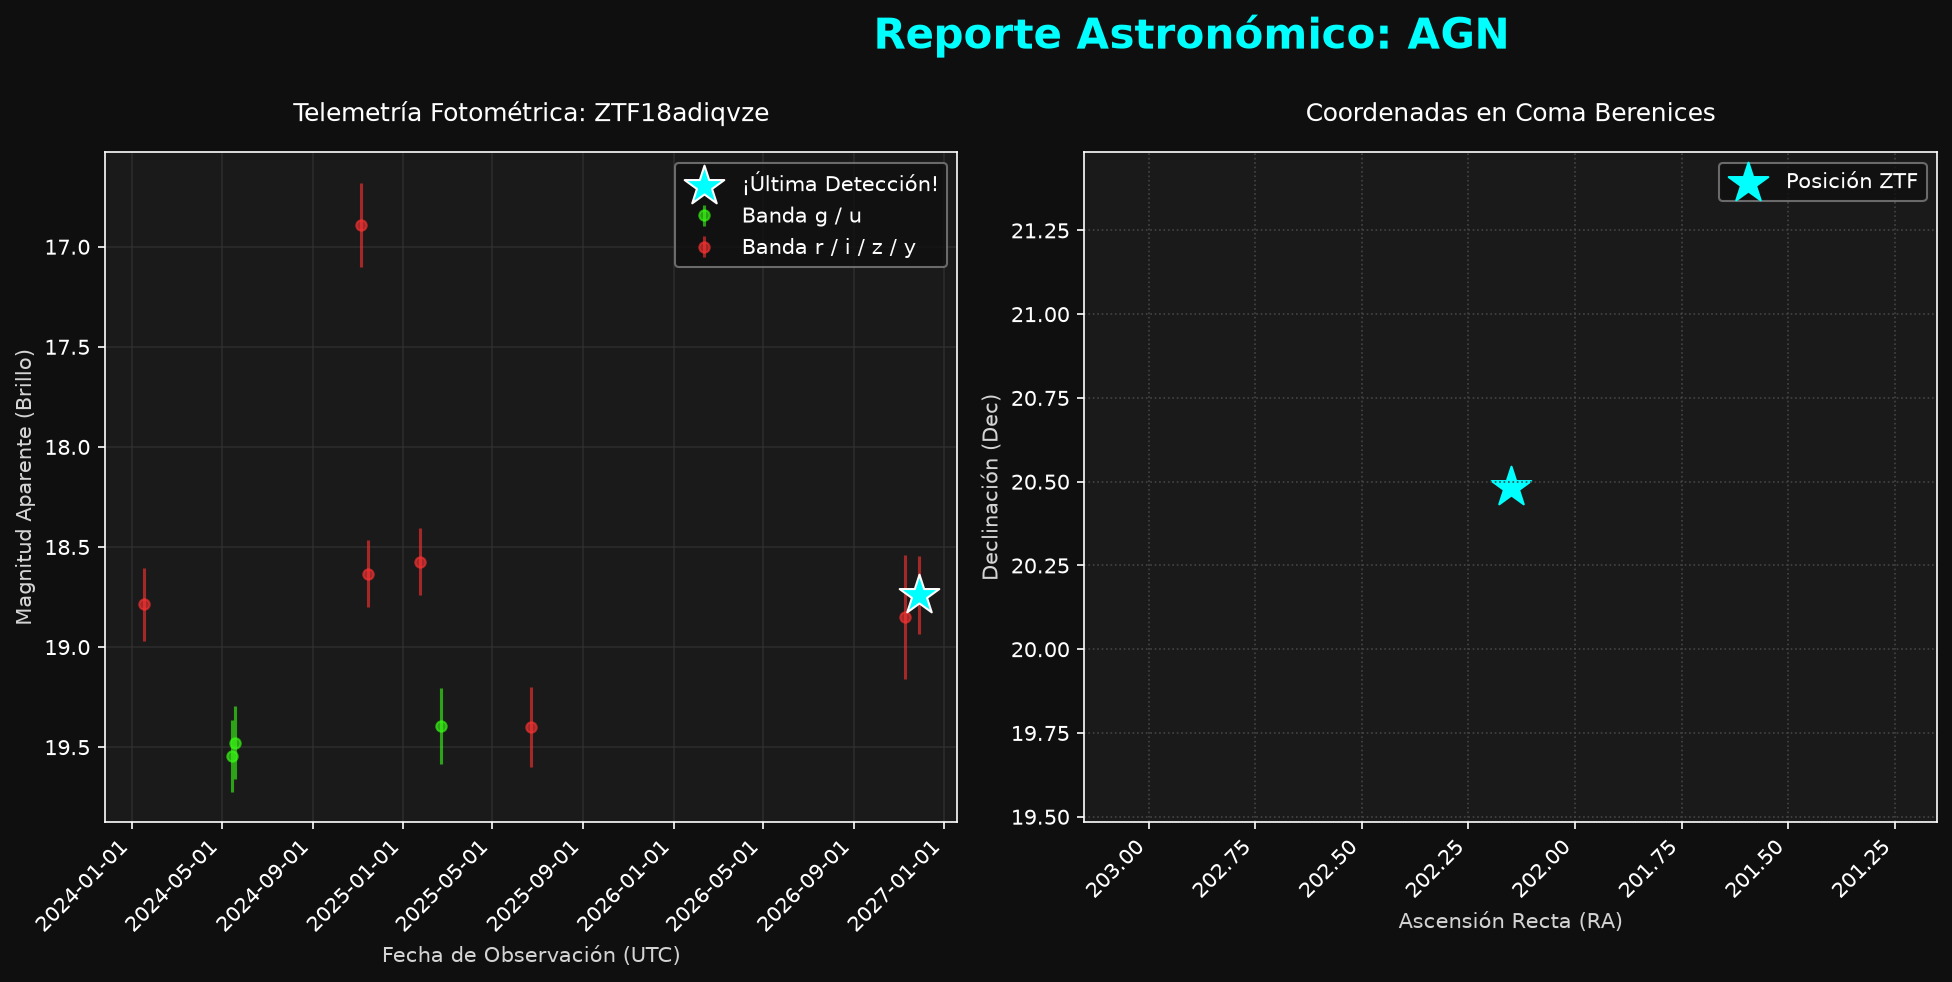 Reporte Astronómico: AGN
Telemetría Fotométrica: ZTF18adiqvze
¡Última Detección!
Banda g / u
Banda r / i / z / y
Magnitud Aparente (Brillo)
17.0
17.5
18.0
18.5
19.0
19.5
2024-01-01
2024-05-01
2024-09-01
2025-01-01
2025-05-01
2025-09-01
2026-01-01
2026-05-01
2026-09-01
2027-01-01
Fecha de Observación (UTC)
Coordenadas en Coma Berenices
Posición ZTF
Declinación (Dec)
21.25
21.00
20.75
20.50
20.25
20.00
19.75
19.50
203.00
202.75
202.50
202.25
202.00
201.75
201.50
201.25
Ascensión Recta (RA)